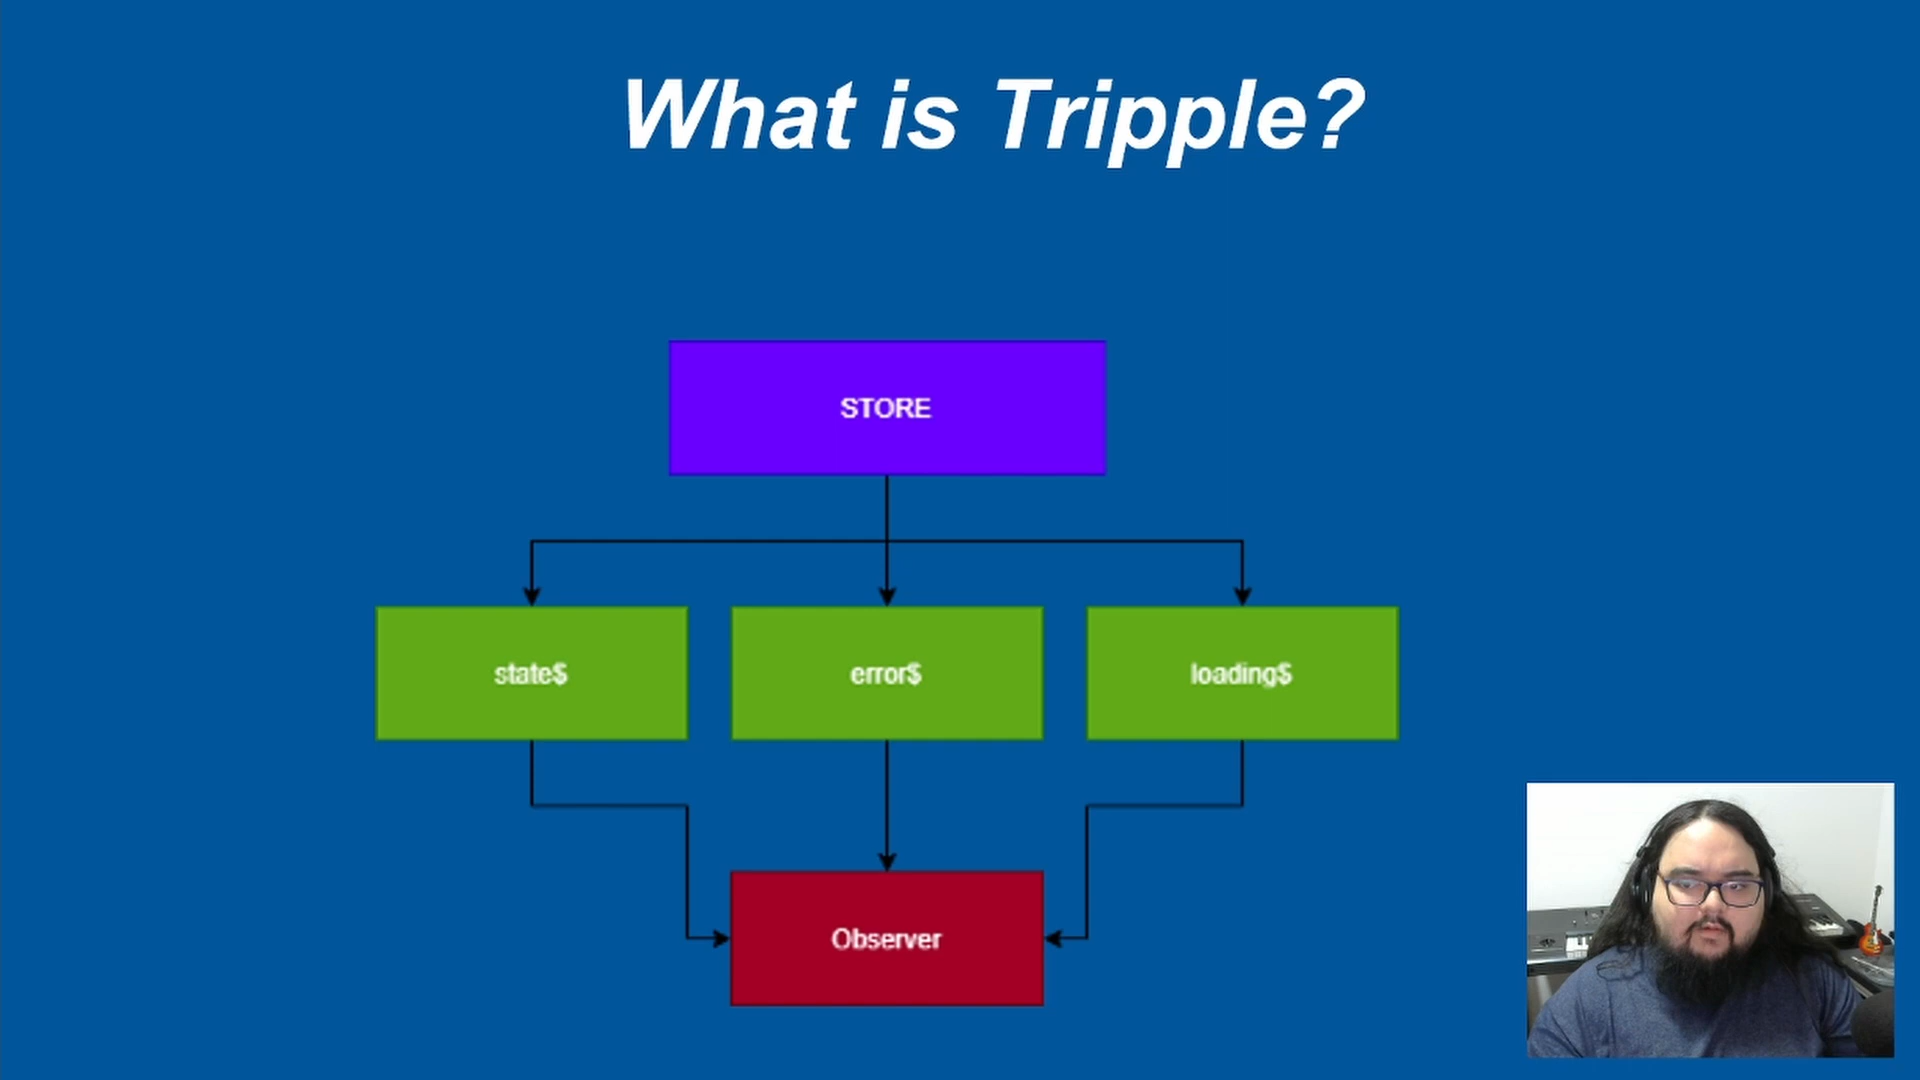 What is Tripple?
STORE
state$
error$
loading$
Observer